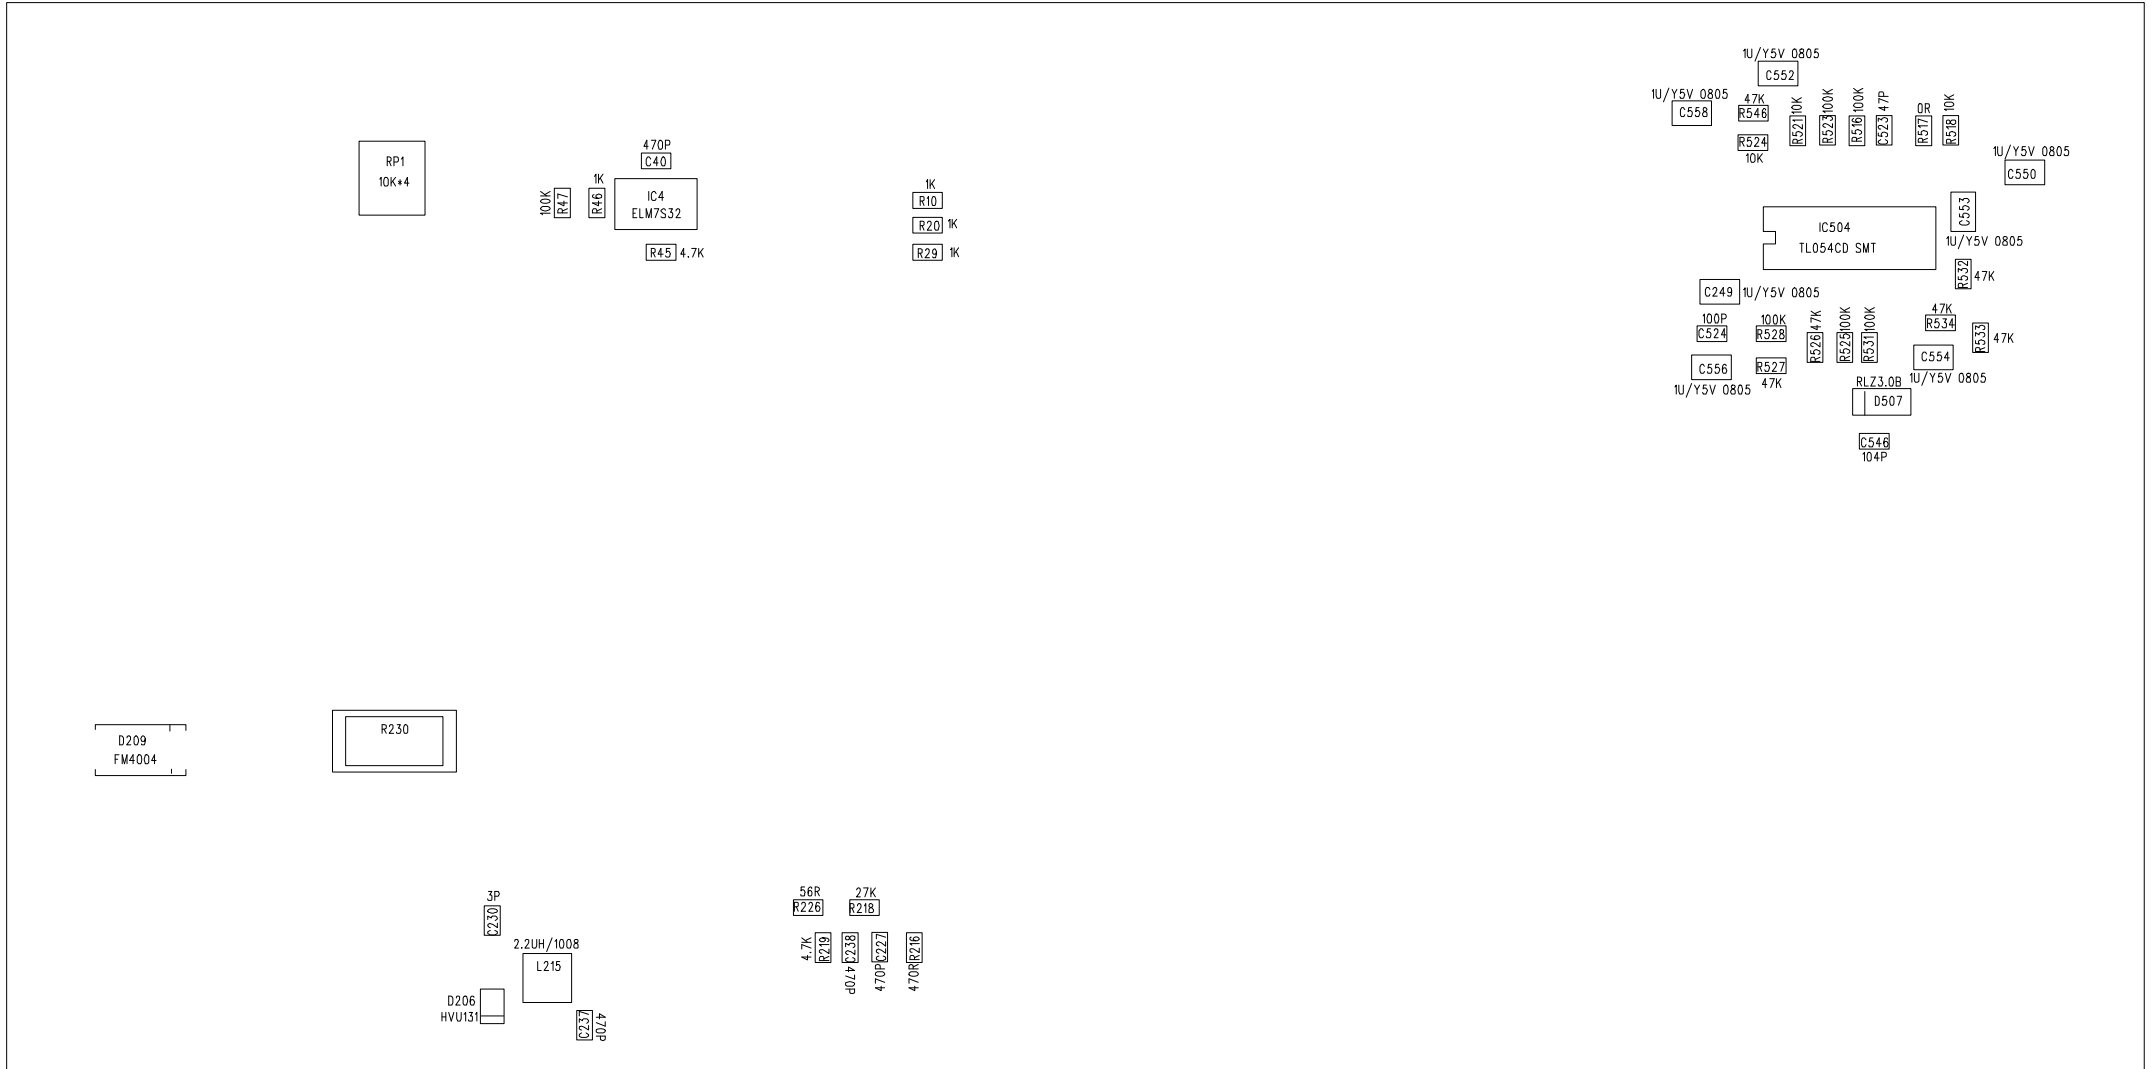 1U/Y5V 0805
C552
1U/Y5V 0805
C558
47K
R546
R524
10K
R521
10K
R523
100K
R516
100K
C523
47P
0R
R517
10K
R518
1U/Y5V 0805
C550
RP1
10K*4
470P
C40
100K
R47
1K
R46
IC4
ELM7S32
R45 4.7K
1K
R10
R20 1K
R29 1K
IC504
TL054CD SMT
C553
1U/Y5V 0805
R532 47K
C249 1U/Y5V 0805
100P
C524
100K
R528
C556
1U/Y5V 0805
R527
47K
47K
R526
100K
R525
100K
R531
47K
R534
R533 47K
C554
1U/Y5V 0805
RLZ3.0B
D507
C546
104P
D209
FM4004
R230
3P
C230
2.2UH/1008
L215
D206
HVU131
C237
470P
56R
R226
27K
R218
4.7K
R219
C238
470P
C227
470P
R216
470R